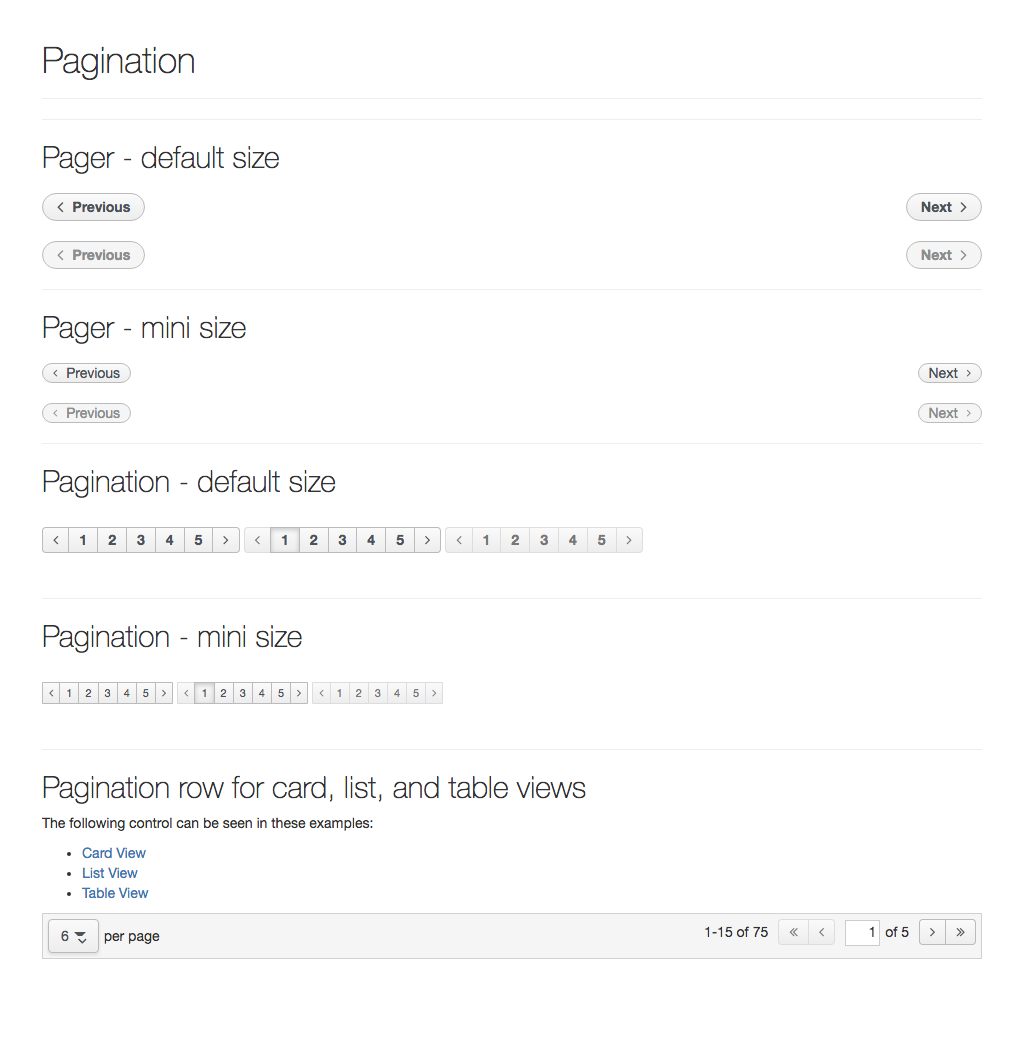 Pagination
Pager - default size
< Previous Next >
< Previous Next >
Pager - mini size
< Previous Next >
< Previous Next >
Pagination - default size
< 1 2 3 4 5 > < 1 2 3 4 5 > < 1 2 3 4 5 >
Pagination - mini size
< 1 2 3 4 5 > < 1 2 3 4 5 > < 1 2 3 4 5 >
Pagination row for card, list, and table views
The following control can be seen in these examples:
• Card View
• List View
• Table View
6 per page 1-15 of 75 « < 1 of 5 > »